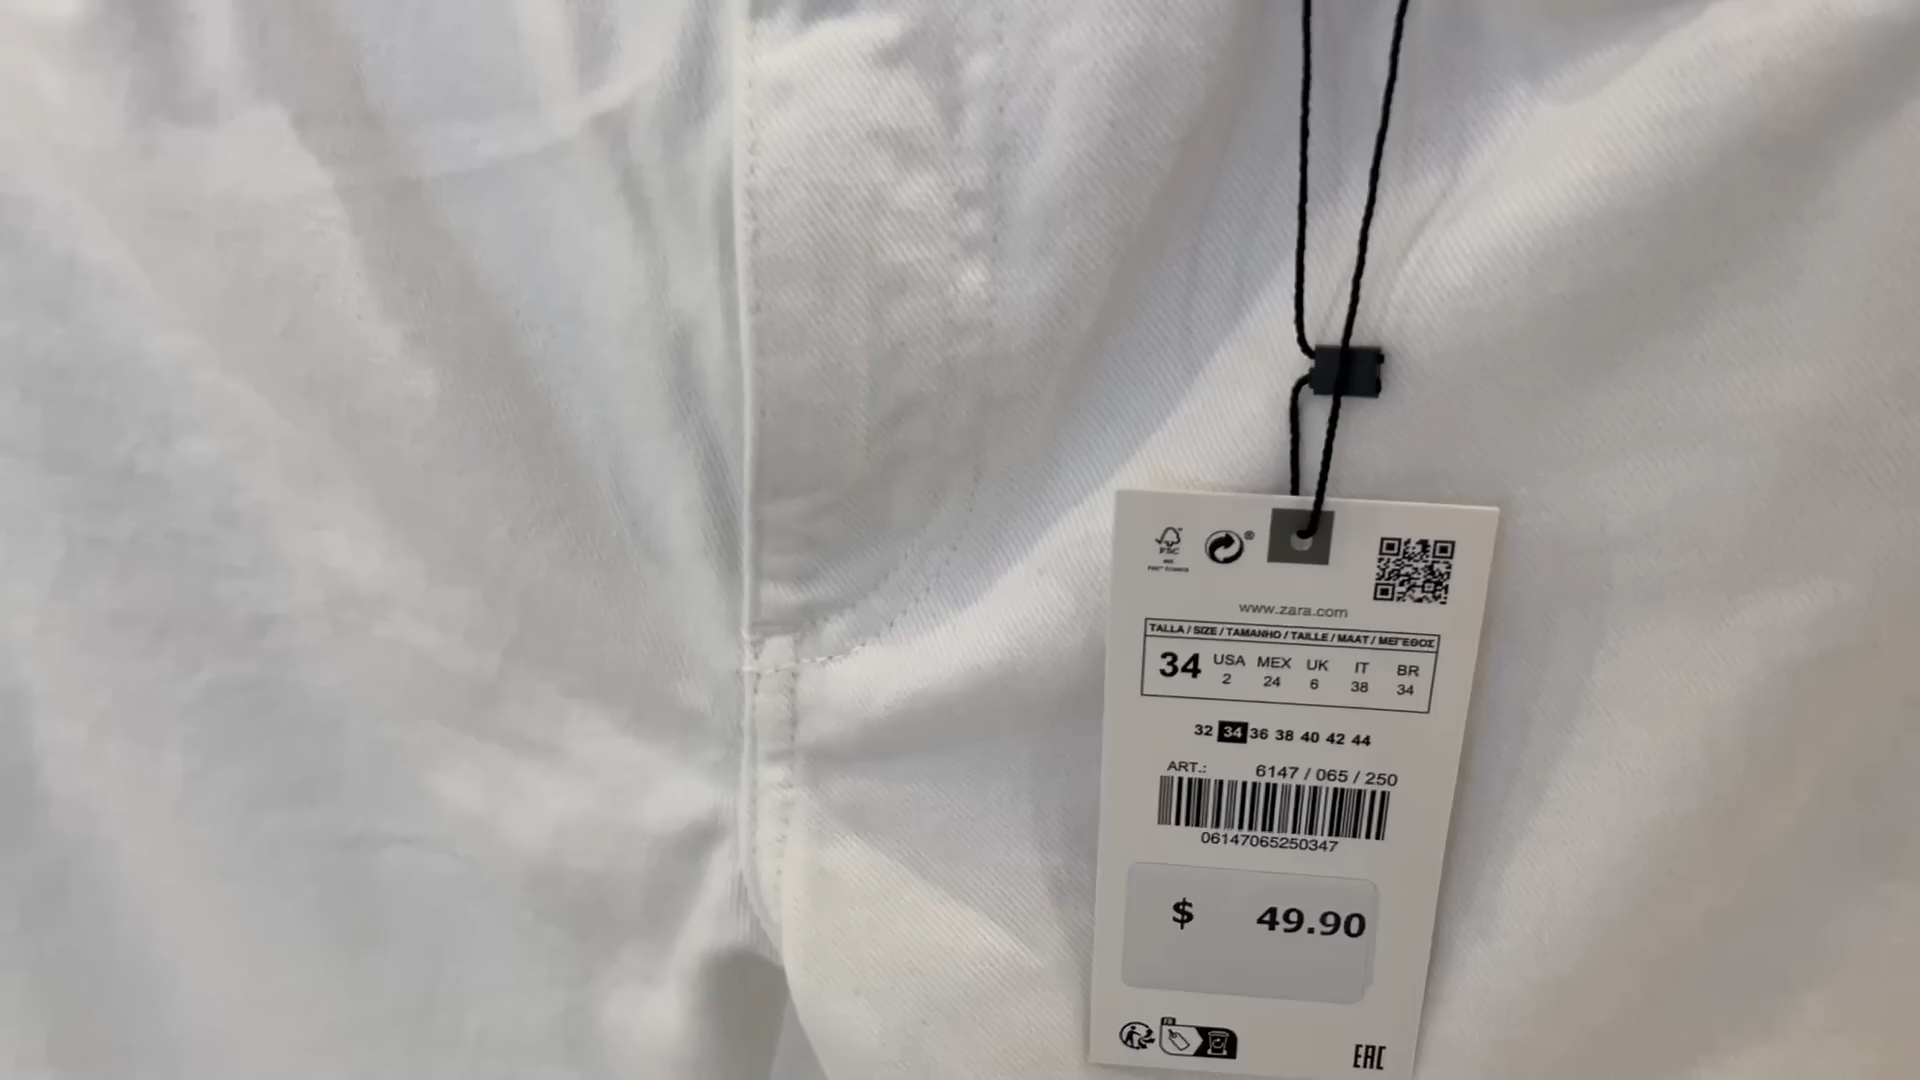 FSC
®
www.zara.com
TALLA / SIZE / TAMANHO / TAILLE / MAAT / ΜΕΓΕΘΟΣ
34 USA MEX UK IT BR
2 24 6 38 34
32 34 36 38 40 42 44
ART.: 6147 / 065 / 250
06147065250347
$ 49.90
FR
EAC